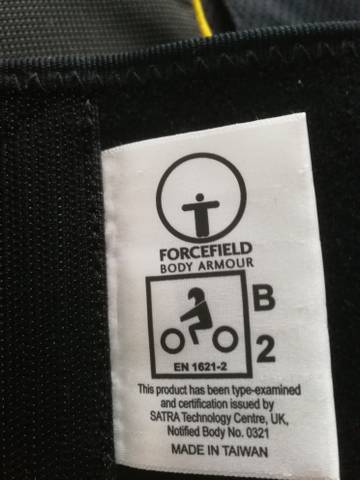 FORCEFIELD
BODY ARMOUR
B
2
EN 1621-2
This product has been type-examined
and certification issued by
SATRA Technology Centre, UK,
Notified Body No. 0321
MADE IN TAIWAN